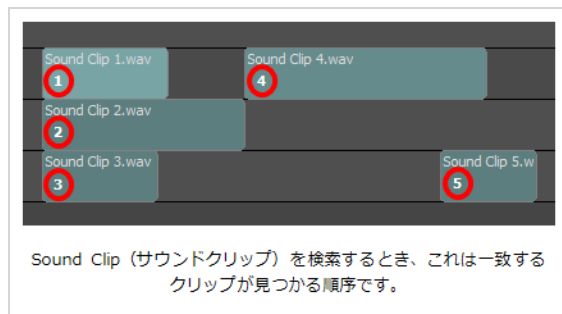 Sound Clip 1.wav
1
Sound Clip 4.wav
4
Sound Clip 2.wav
2
Sound Clip 3.wav
3
Sound Clip 5.w
5
Sound Clip（サウンドクリップ）を検索するとき、これは一致する
クリップが見つかる順序です。